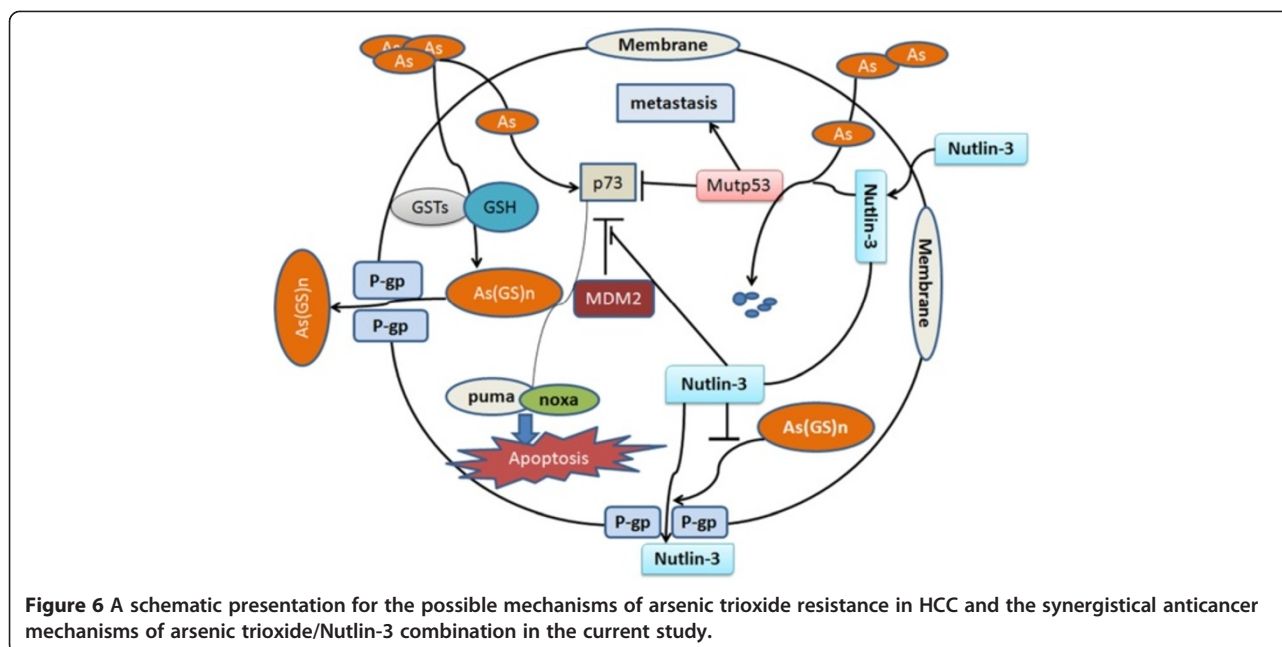 Membrane
As
As
As
As
As
As
As
metastasis
Nutlin-3
p73
Mutp53
Nutlin-3
GSTs
GSH
Membrane
P-gp
As(GS)n
As(GS)n
MDM2
P-gp
puma
noxa
Nutlin-3
As(GS)n
Apoptosis
P-gp
P-gp
Nutlin-3
Figure 6 A schematic presentation for the possible mechanisms of arsenic trioxide resistance in HCC and the synergistical anticancer
mechanisms of arsenic trioxide/Nutlin-3 combination in the current study.